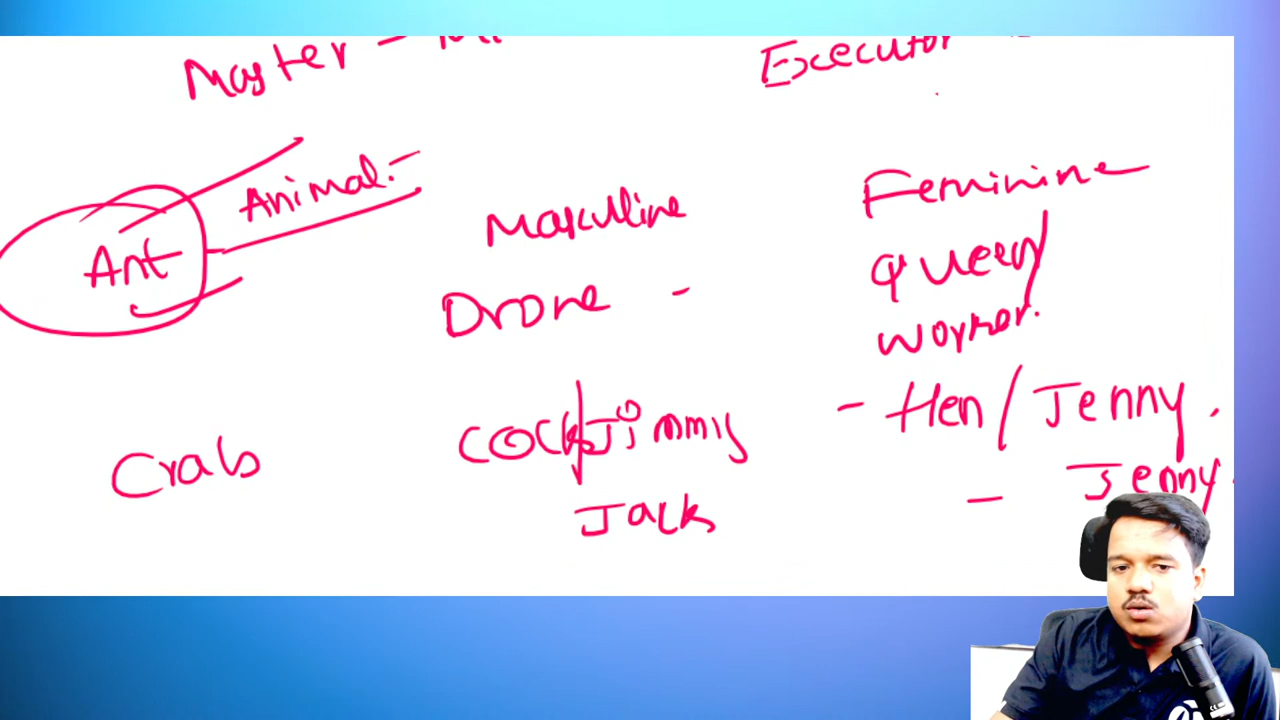 Master -
Executor
Animal.-
Ant
Masculine
Feminine
Drone -
Queen/
worker.
Crab
COCK/Jimmy
- Hen/Jenny.
Jack
- Jenny.